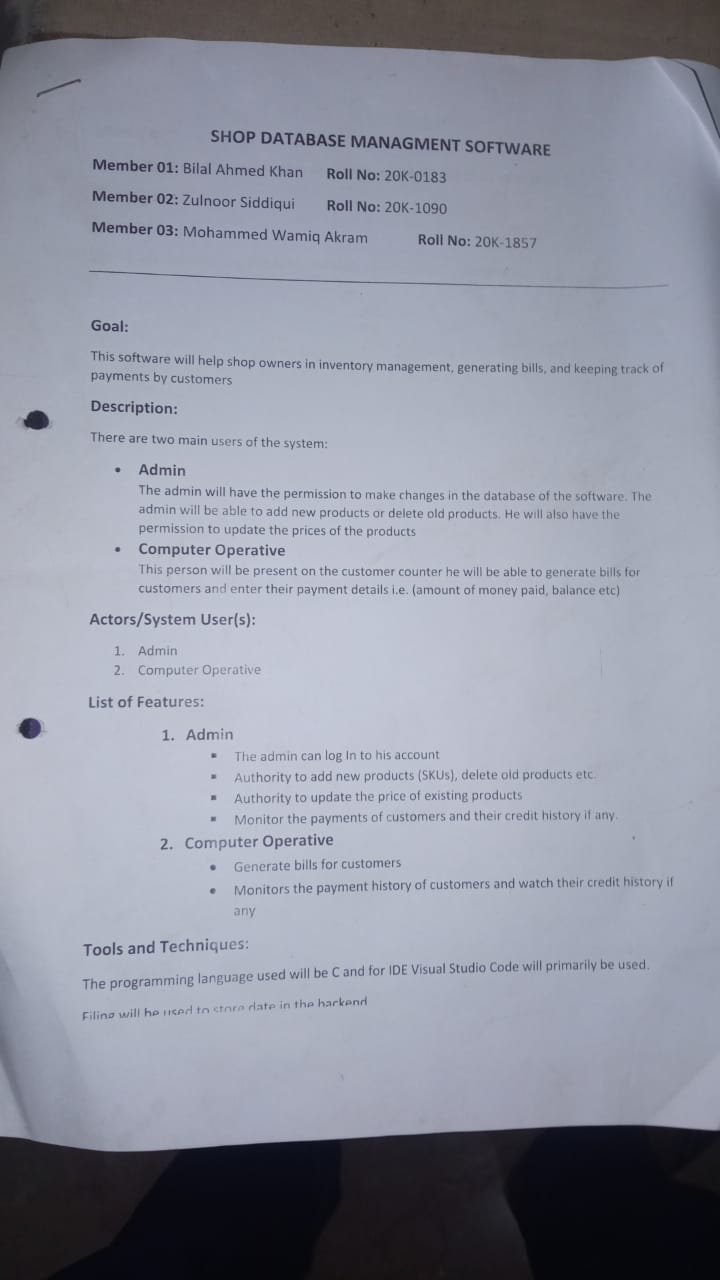 SHOP DATABASE MANAGMENT SOFTWARE
Member 01: Bilal Ahmed Khan Roll No: 20K-0183
Member 02: Zulnoor Siddiqui Roll No: 20K-1090
Member 03: Mohammed Wamiq Akram Roll No: 20K-1857
Goal:
This software will help shop owners in inventory management, generating bills, and keeping track of
payments by customers
Description:
There are two main users of the system:
• Admin
The admin will have the permission to make changes in the database of the software. The
admin will be able to add new products or delete old products. He will also have the
permission to update the prices of the products
• Computer Operative
This person will be present on the customer counter he will be able to generate bills for
customers and enter their payment details i.e. (amount of money paid, balance etc)
Actors/System User(s):
1. Admin
2. Computer Operative
List of Features:
1. Admin
▪ The admin can log In to his account
▪ Authority to add new products (SKUs), delete old products etc.
▪ Authority to update the price of existing products
▪ Monitor the payments of customers and their credit history if any.
2. Computer Operative
• Generate bills for customers
• Monitors the payment history of customers and watch their credit history if
any
Tools and Techniques:
The programming language used will be C and for IDE Visual Studio Code will primarily be used.
Filing will be used to store date in the backend